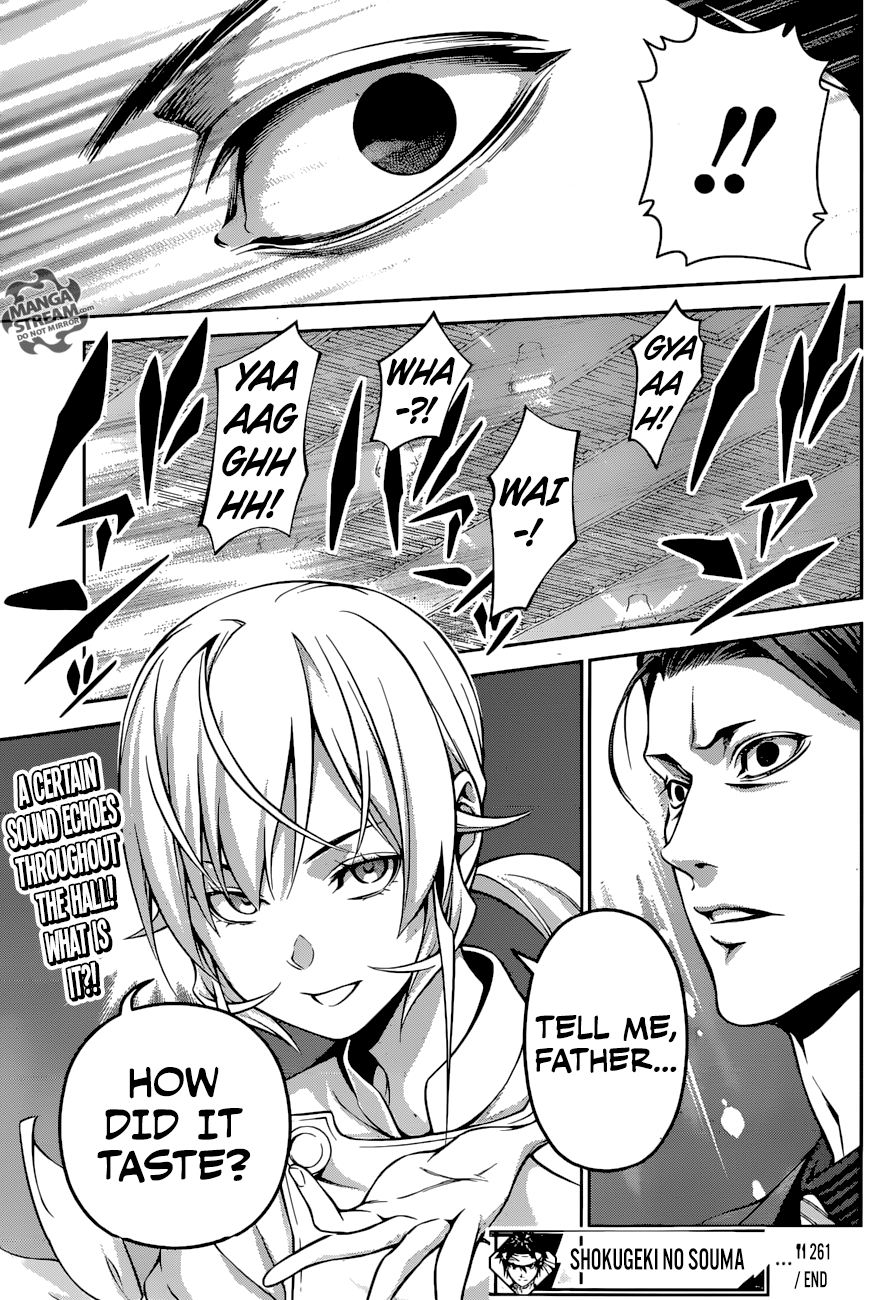 !!
MANGA
STREAM.com
DO NOT MIRROR
GYA
AA
H!
WHA
-?!
YAA
AAG
GHH
HH!
WAI
-!
TELL ME,
FATHER...
A CERTAIN
SOUND ECHOES
THROUGHOUT
THE HALL!
WHAT IS
IT?!
HOW
DID IT
TASTE?
SHOKUGEKI NO SOUMA
... 261
/ END